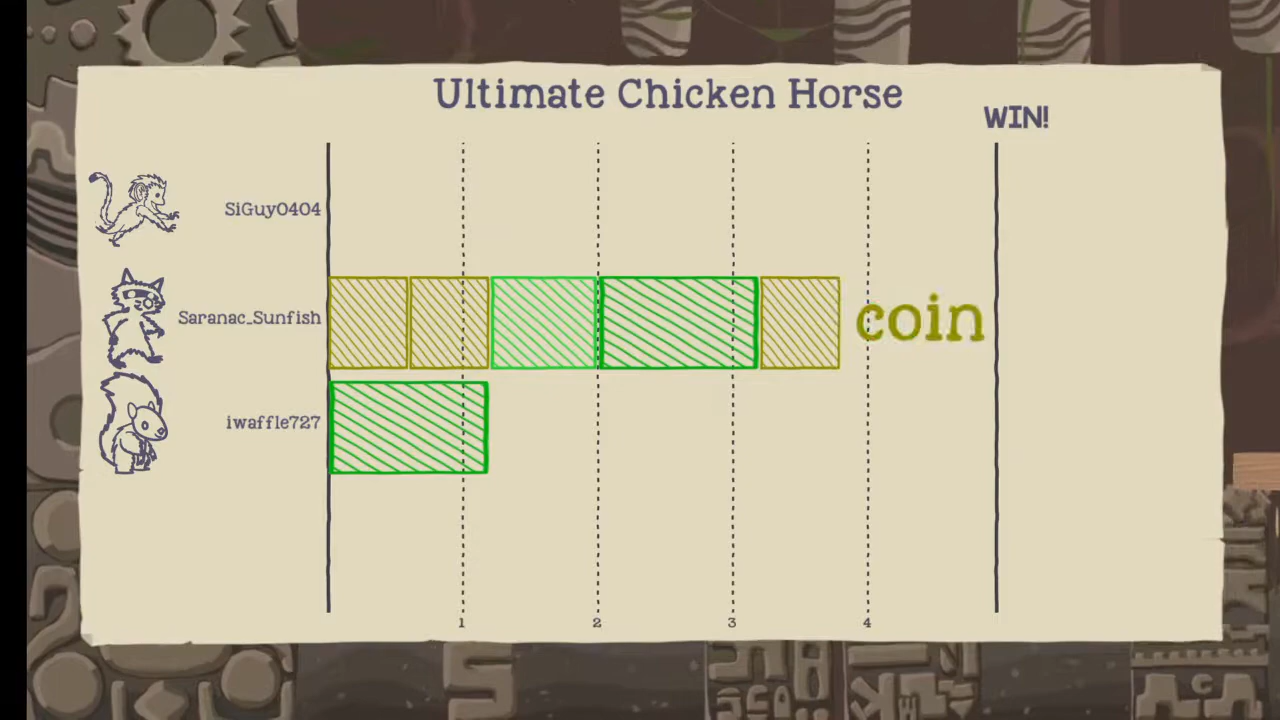 Ultimate Chicken Horse
WIN!
SiGuy0404
Saranac_Sunfish
coin
iwaffle727
1 2 3 4